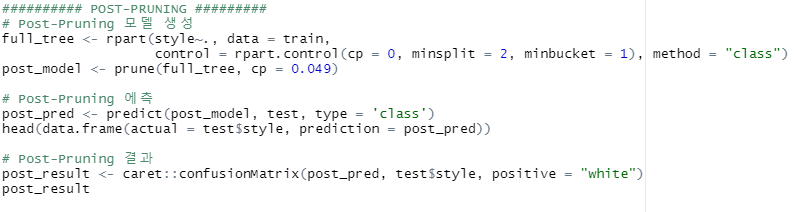 ########## POST-PRUNING #########
# Post-Pruning 모델 생성
full_tree <- rpart(style~., data = train,
                   control = rpart.control(cp = 0, minsplit = 2, minbucket = 1), method = "class")
post_model <- prune(full_tree, cp = 0.049)

# Post-Pruning 에측
post_pred <- predict(post_model, test, type = 'class')
head(data.frame(actual = test$style, prediction = post_pred))

# Post-Pruning 결과
post_result <- caret::confusionMatrix(post_pred, test$style, positive = "white")
post_result